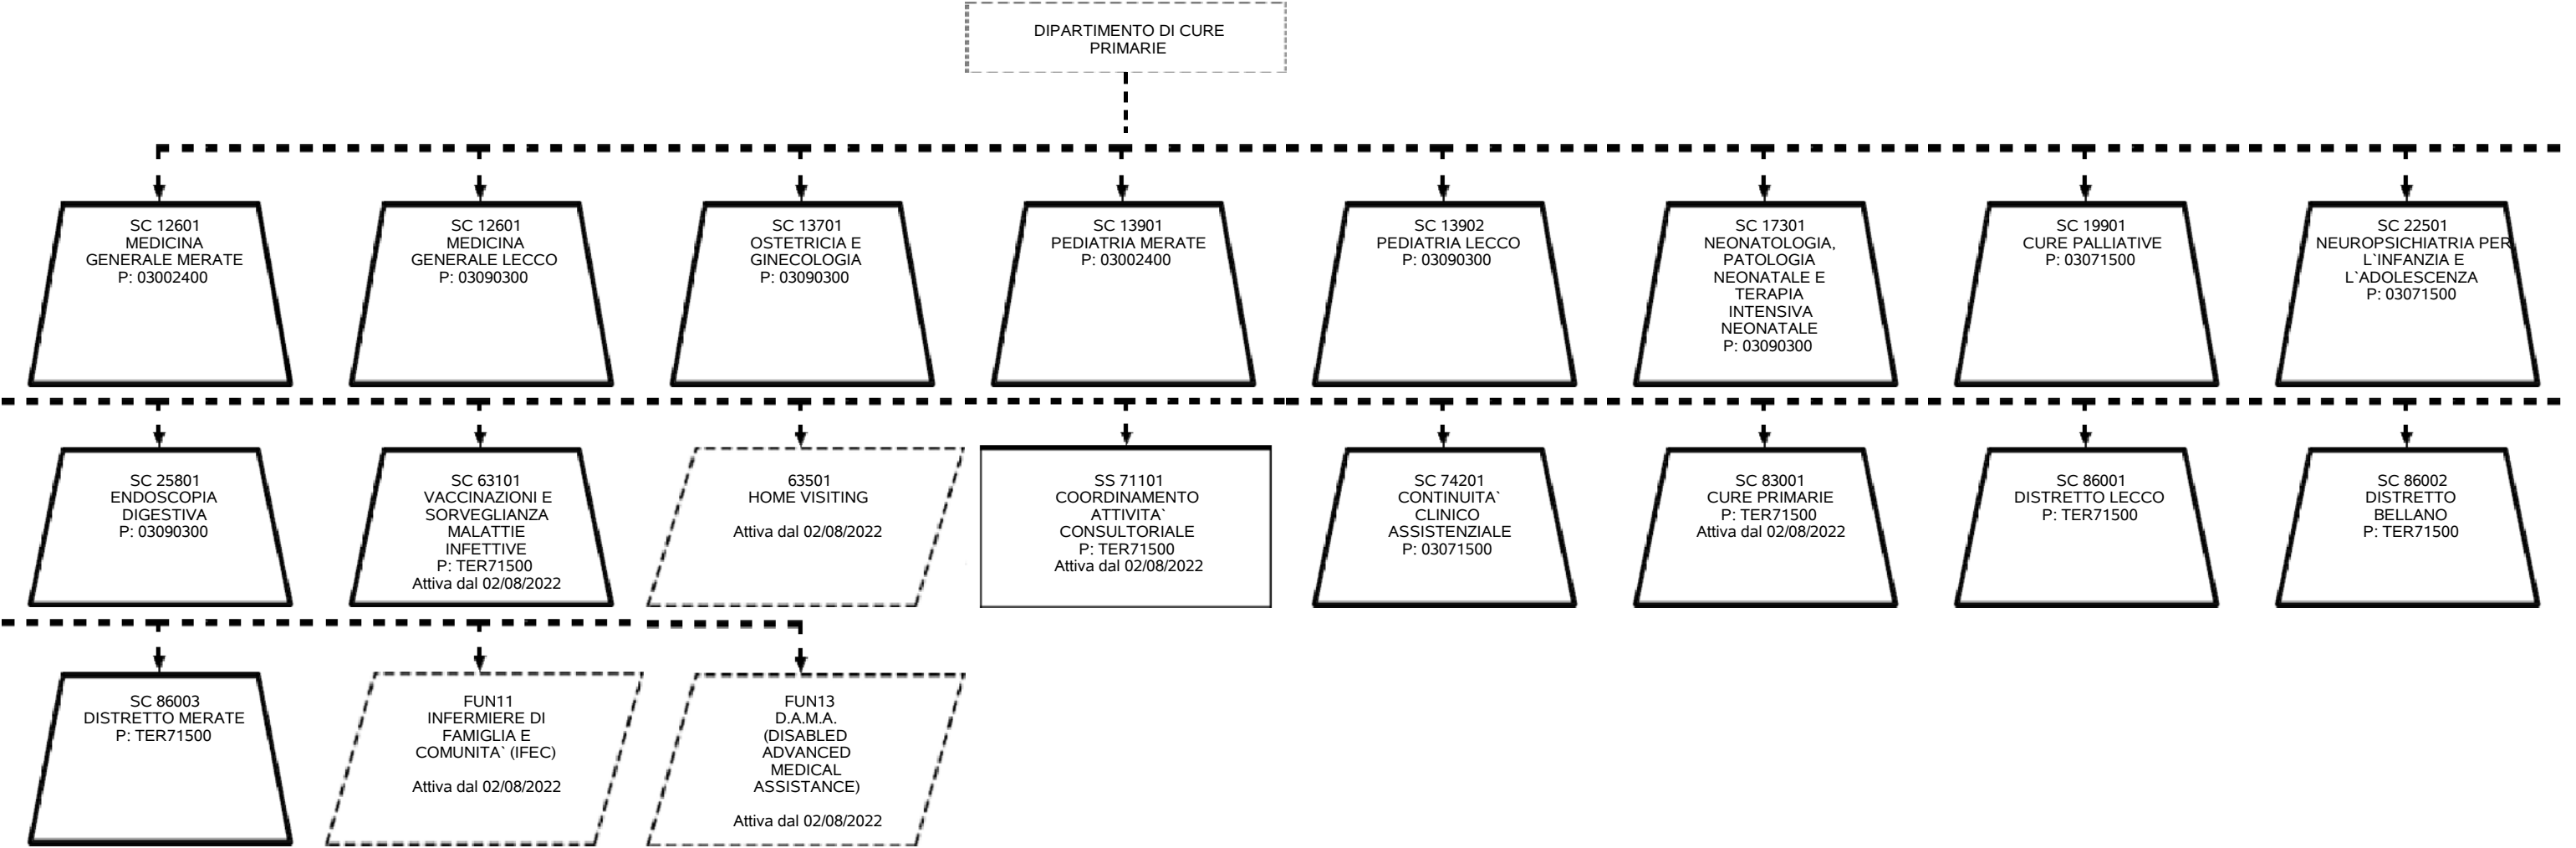 DIPARTIMENTO DI CURE
PRIMARIE
SC 12601
MEDICINA
GENERALE MERATE
P: 03002400
SC 12601
MEDICINA
GENERALE LECCO
P: 03090300
SC 13701
OSTETRICIA E
GINECOLOGIA
P: 03090300
SC 13901
PEDIATRIA MERATE
P: 03002400
SC 13902
PEDIATRIA LECCO
P: 03090300
SC 17301
NEONATOLOGIA,
PATOLOGIA
NEONATALE E
TERAPIA
INTENSIVA
NEONATALE
P: 03090300
SC 19901
CURE PALLIATIVE
P: 03071500
SC 22501
NEUROPSICHIATRIA PER
L`INFANZIA E
L`ADOLESCENZA
P: 03071500
SC 25801
ENDOSCOPIA
DIGESTIVA
P: 03090300
SC 63101
VACCINAZIONI E
SORVEGLIANZA
MALATTIE
INFETTIVE
P: TER71500
Attiva dal 02/08/2022
63501
HOME VISITING
Attiva dal 02/08/2022
SS 71101
COORDINAMENTO
ATTIVITA`
CONSULTORIALE
P: TER71500
Attiva dal 02/08/2022
SC 74201
CONTINUITA`
CLINICO
ASSISTENZIALE
P: 03071500
SC 83001
CURE PRIMARIE
P: TER71500
Attiva dal 02/08/2022
SC 86001
DISTRETTO LECCO
P: TER71500
SC 86002
DISTRETTO
BELLANO
P: TER71500
SC 86003
DISTRETTO MERATE
P: TER71500
FUN11
INFERMIERE DI
FAMIGLIA E
COMUNITA` (IFEC)
Attiva dal 02/08/2022
FUN13
D.A.M.A.
(DISABLED
ADVANCED
MEDICAL
ASSISTANCE)
Attiva dal 02/08/2022